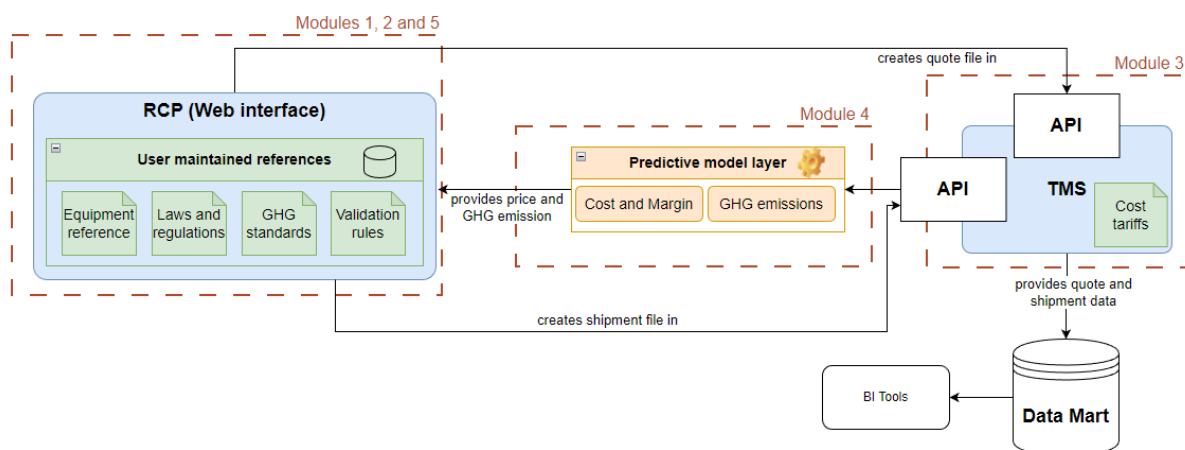 Modules 1, 2 and 5
creates quote file in
Module 3
RCP (Web interface)
User maintained references
Equipment
reference
Laws and
regulations
GHG
standards
Validation
rules
provides price and
GHG emission
Module 4
Predictive model layer
Cost and Margin
GHG emissions
API
API
TMS
Cost
tariffs
creates shipment file in
provides quote and
shipment data
BI Tools
Data Mart